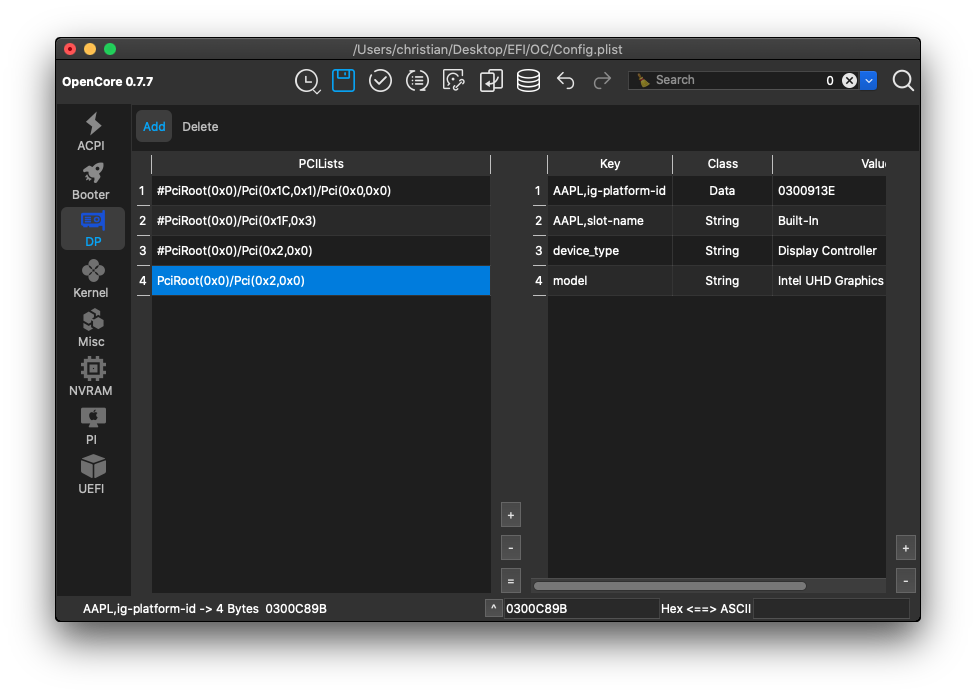 /Users/christian/Desktop/EFI/OC/Config.plist
OpenCore 0.7.7
Search 0
ACPI
Booter
DP
Kernel
Misc
NVRAM
PI
UEFI
Add Delete
PCILists
1 #PciRoot(0x0)/Pci(0x1C,0x1)/Pci(0x0,0x0)
2 #PciRoot(0x0)/Pci(0x1F,0x3)
3 #PciRoot(0x0)/Pci(0x2,0x0)
4 PciRoot(0x0)/Pci(0x2,0x0)
+
-
=
Key Class Value
1 AAPL,ig-platform-id Data 0300913E
2 AAPL,slot-name String Built-In
3 device_type String Display Controller
4 model String Intel UHD Graphics
+
-
AAPL,ig-platform-id -> 4 Bytes 0300C89B
^ 0300C89B Hex <==> ASCII